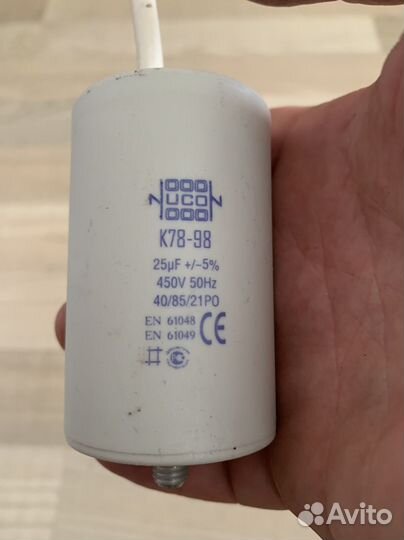 NUCON
K78-98
25µF +/-5%
450V 50Hz
40/85/21PO
EN 61048
EN 61049 CE
Avito